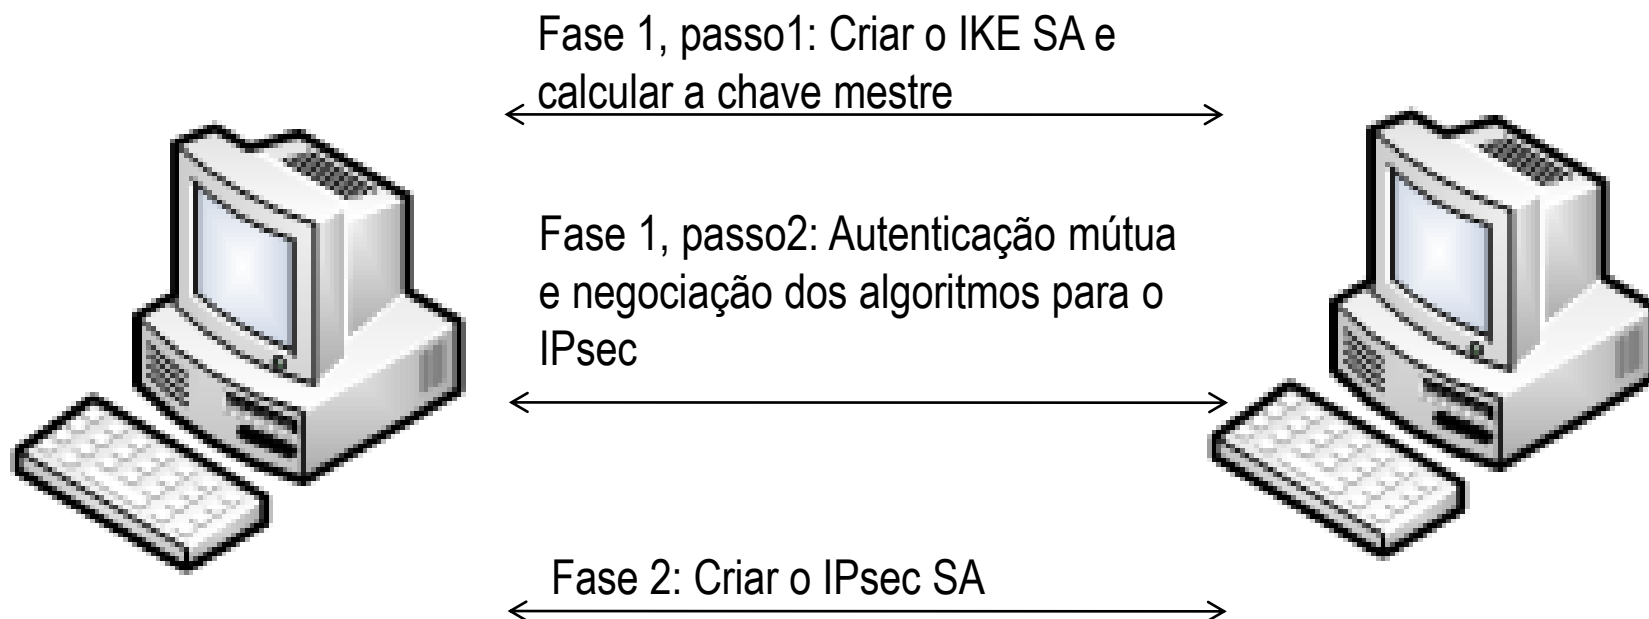 Fase 1, passo1: Criar o IKE SA e
calcular a chave mestre
Fase 1, passo2: Autenticação mútua
e negociação dos algoritmos para o
IPsec
Fase 2: Criar o IPsec SA